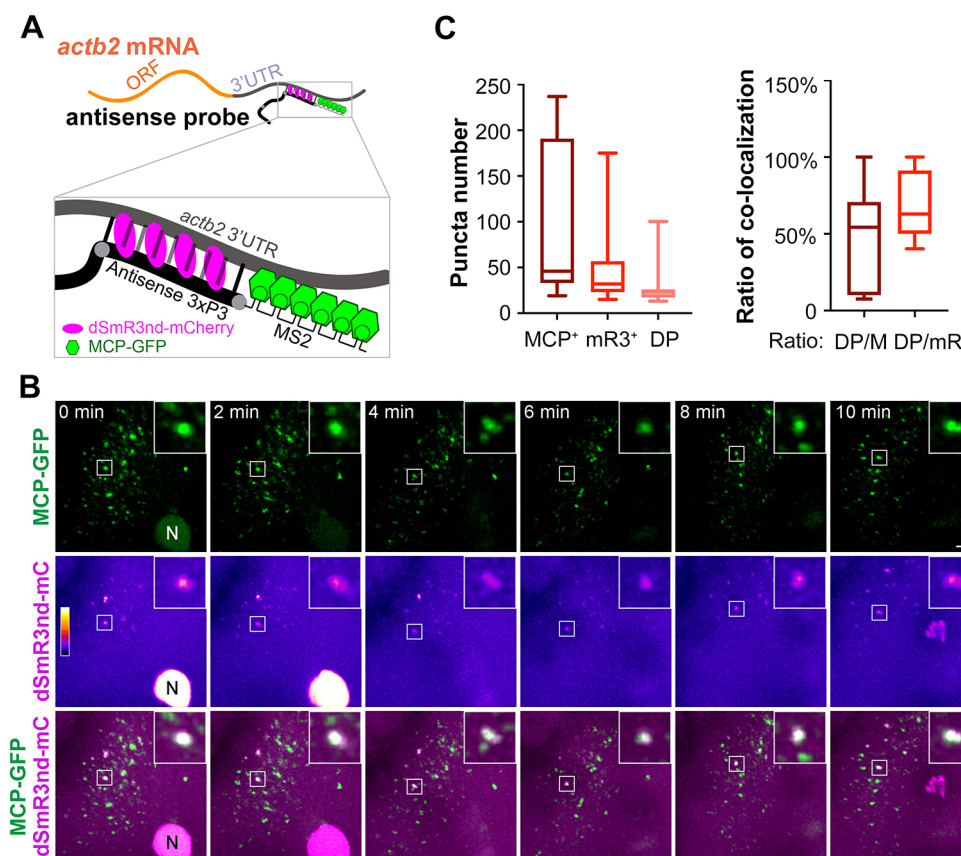 A
actb2 mRNA
ORF
3’UTR
antisense probe
actb2 3’UTR
Antisense 3xP3
MS2
dSmR3nd-mCherry
MCP-GFP
C
Puncta number
250
200
150
100
50
0
MCP⁺ mR3⁺ DP
Ratio of co-localization
150%
100%
50%
0
Ratio: DP/M DP/mR
B
0 min 2 min 4 min 6 min 8 min 10 min
MCP-GFP
N
dSmR3nd-mC
N
MCP-GFP
dSmR3nd-mC
N